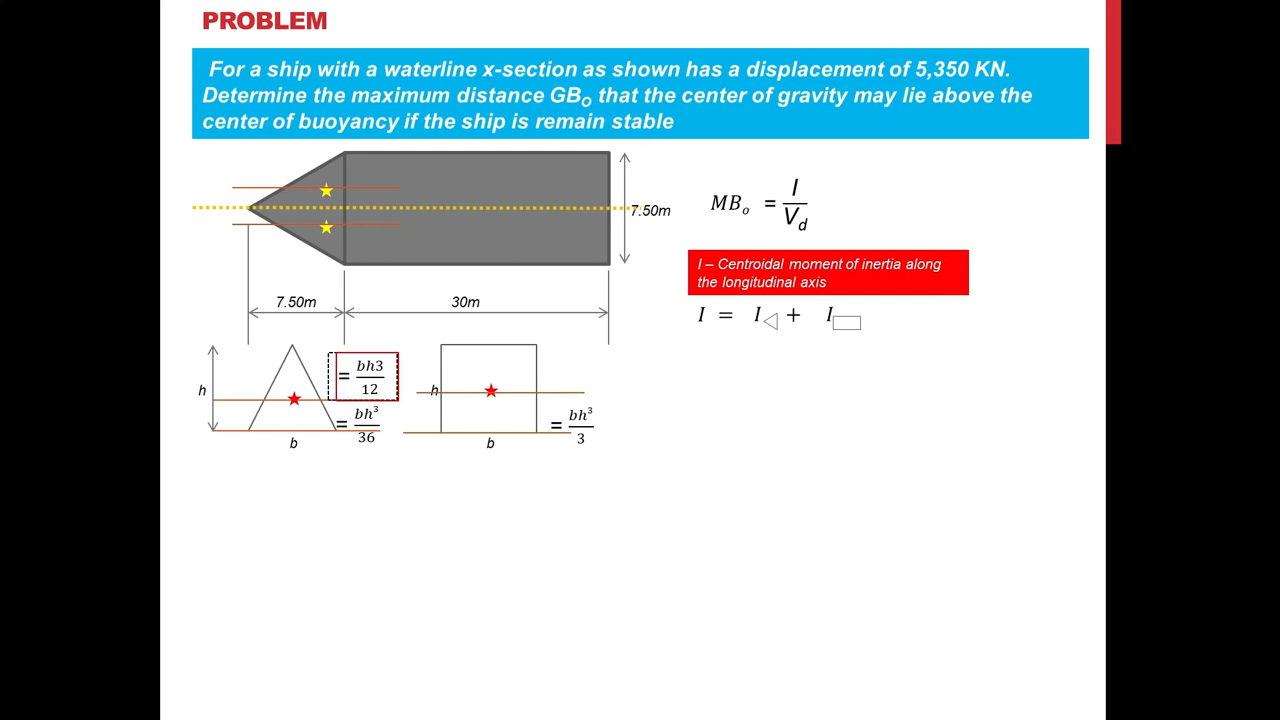 PROBLEM
For a ship with a waterline x-section as shown has a displacement of 5,350 KN.
Determine the maximum distance GBO that the center of gravity may lie above the
center of buoyancy if the ship is remain stable
7.50m
MBo = I
Vd
I – Centroidal moment of inertia along
the longitudinal axis
7.50m
30m
I = I + I
h
= bh3
12
= bh³
36
b
h
= bh³
3
b